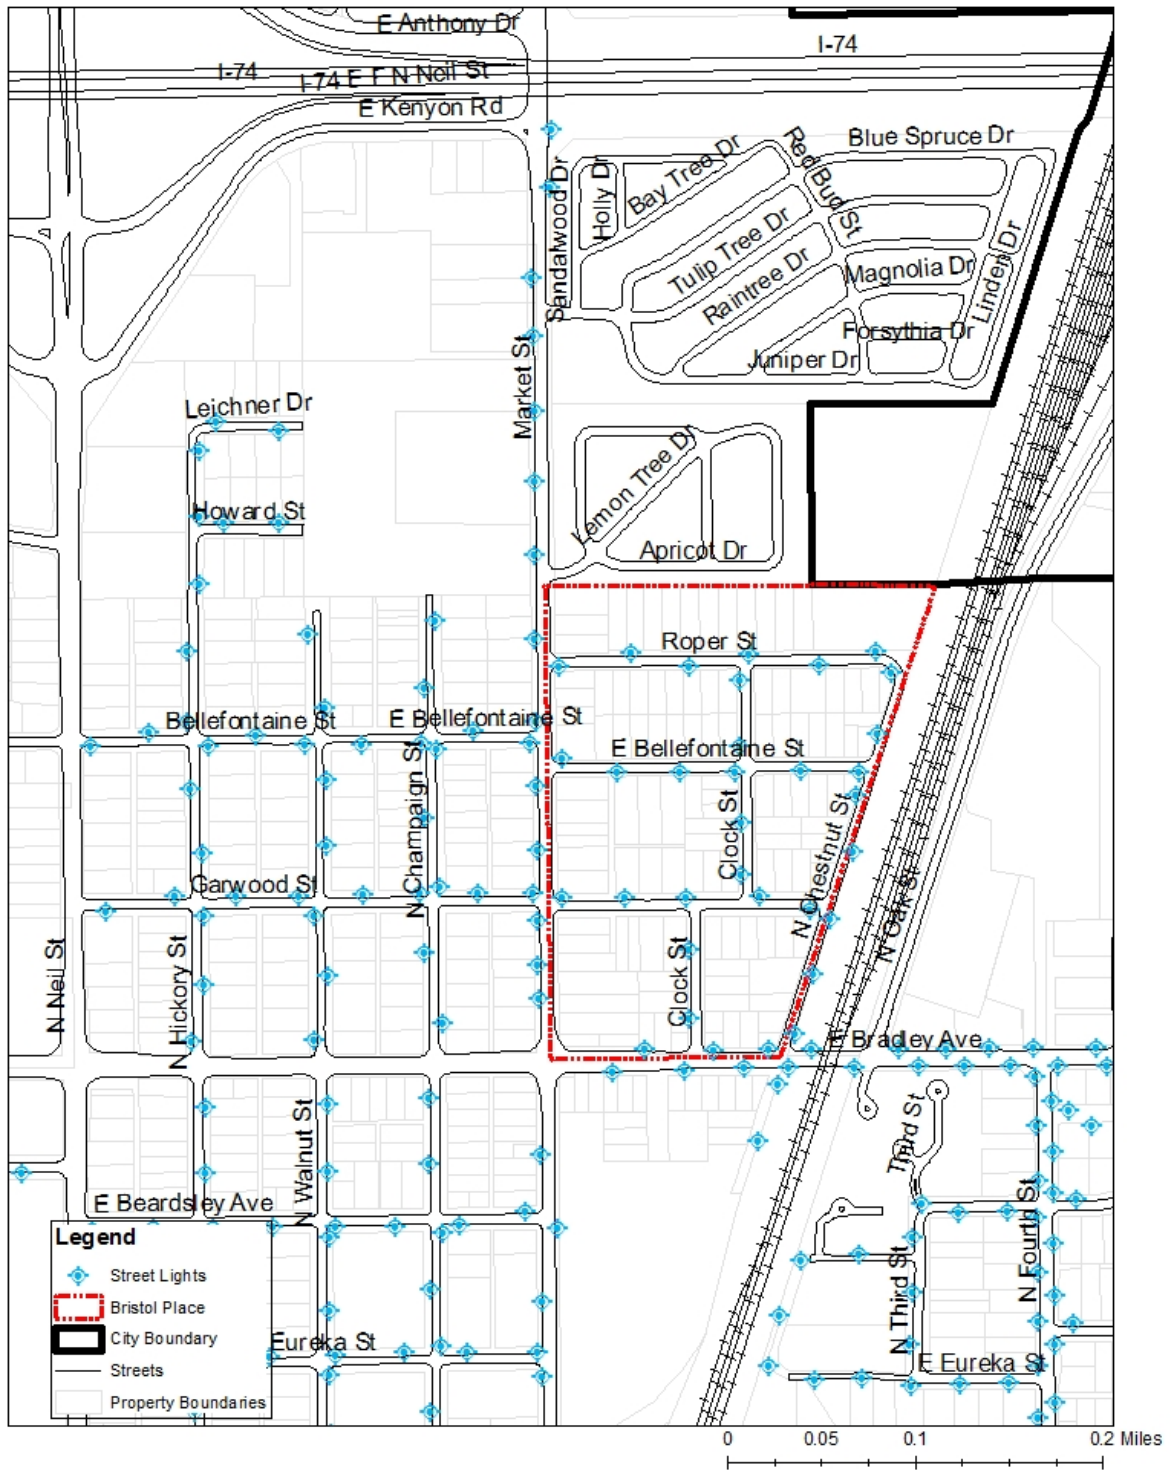 E Anthony Dr
I-74
I-74
I-74 E F N Neil St
E Kenyon Rd
Blue Spruce Dr
Red Bud St
Bay Tree Dr
Holly Dr
Sandalwood Dr
Tulip Tree Dr
Raintree Dr
Magnolia Dr
Linden Dr
Forsythia Dr
Juniper Dr
Market St
Leichner Dr
Lemon Tree Dr
Howard St
Apricot Dr
Roper St
Bellefontaine St
E Bellefontaine St
E Bellefontaine St
N Champaign St
Clock St
N Chestnut St
Garwood St
N Oak St
N Neil St
N Hickory St
Clock St
E Bradley Ave
Third St
N Walnut St
E Beardsley Ave
N Fourth St
N Third St
Eureka St
E Eureka St
Legend
Street Lights
Bristol Place
City Boundary
Streets
Property Boundaries
0 0.05 0.1 0.2 Miles